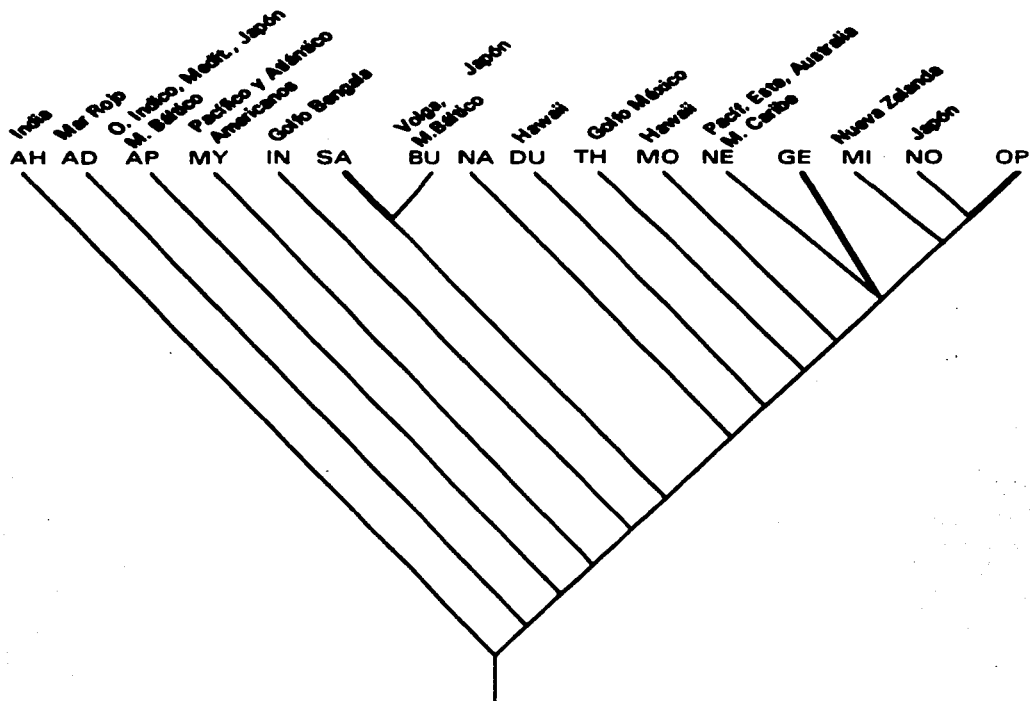 India
Mar Rojo
O. Indico, Medit., Japón
M. Báltico
Pacífico y Atlántico
Americanos
Golfo Bengala
Volga,
M. Báltico
Japón
Hawaii
Golfo México
Hawaii
Pacíf. Este, Australia
M. Caribe
Nueva Zelanda
Japón
AH AD AP MY IN SA BU NA DU TH MO NE GE MI NO OP